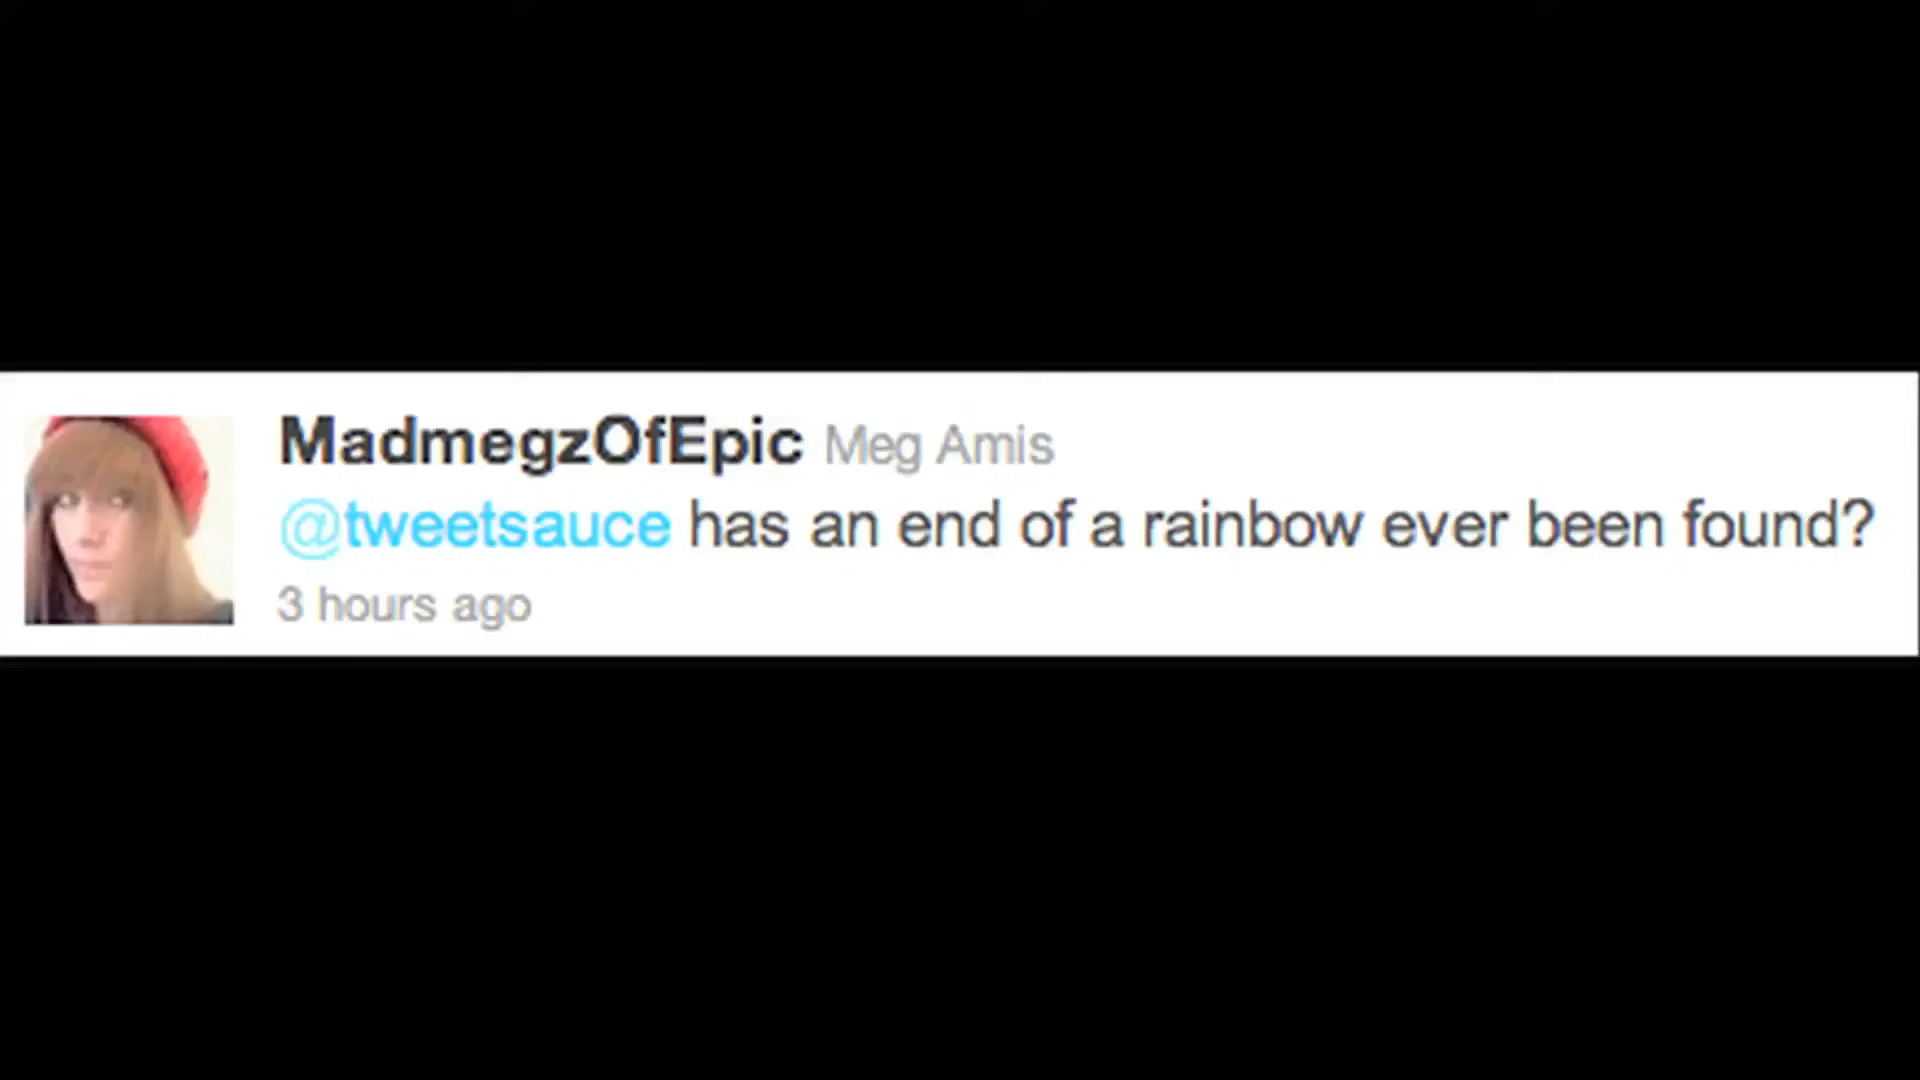 MadmegzOfEpic Meg Amis
@tweetsauce has an end of a rainbow ever been found?
3 hours ago